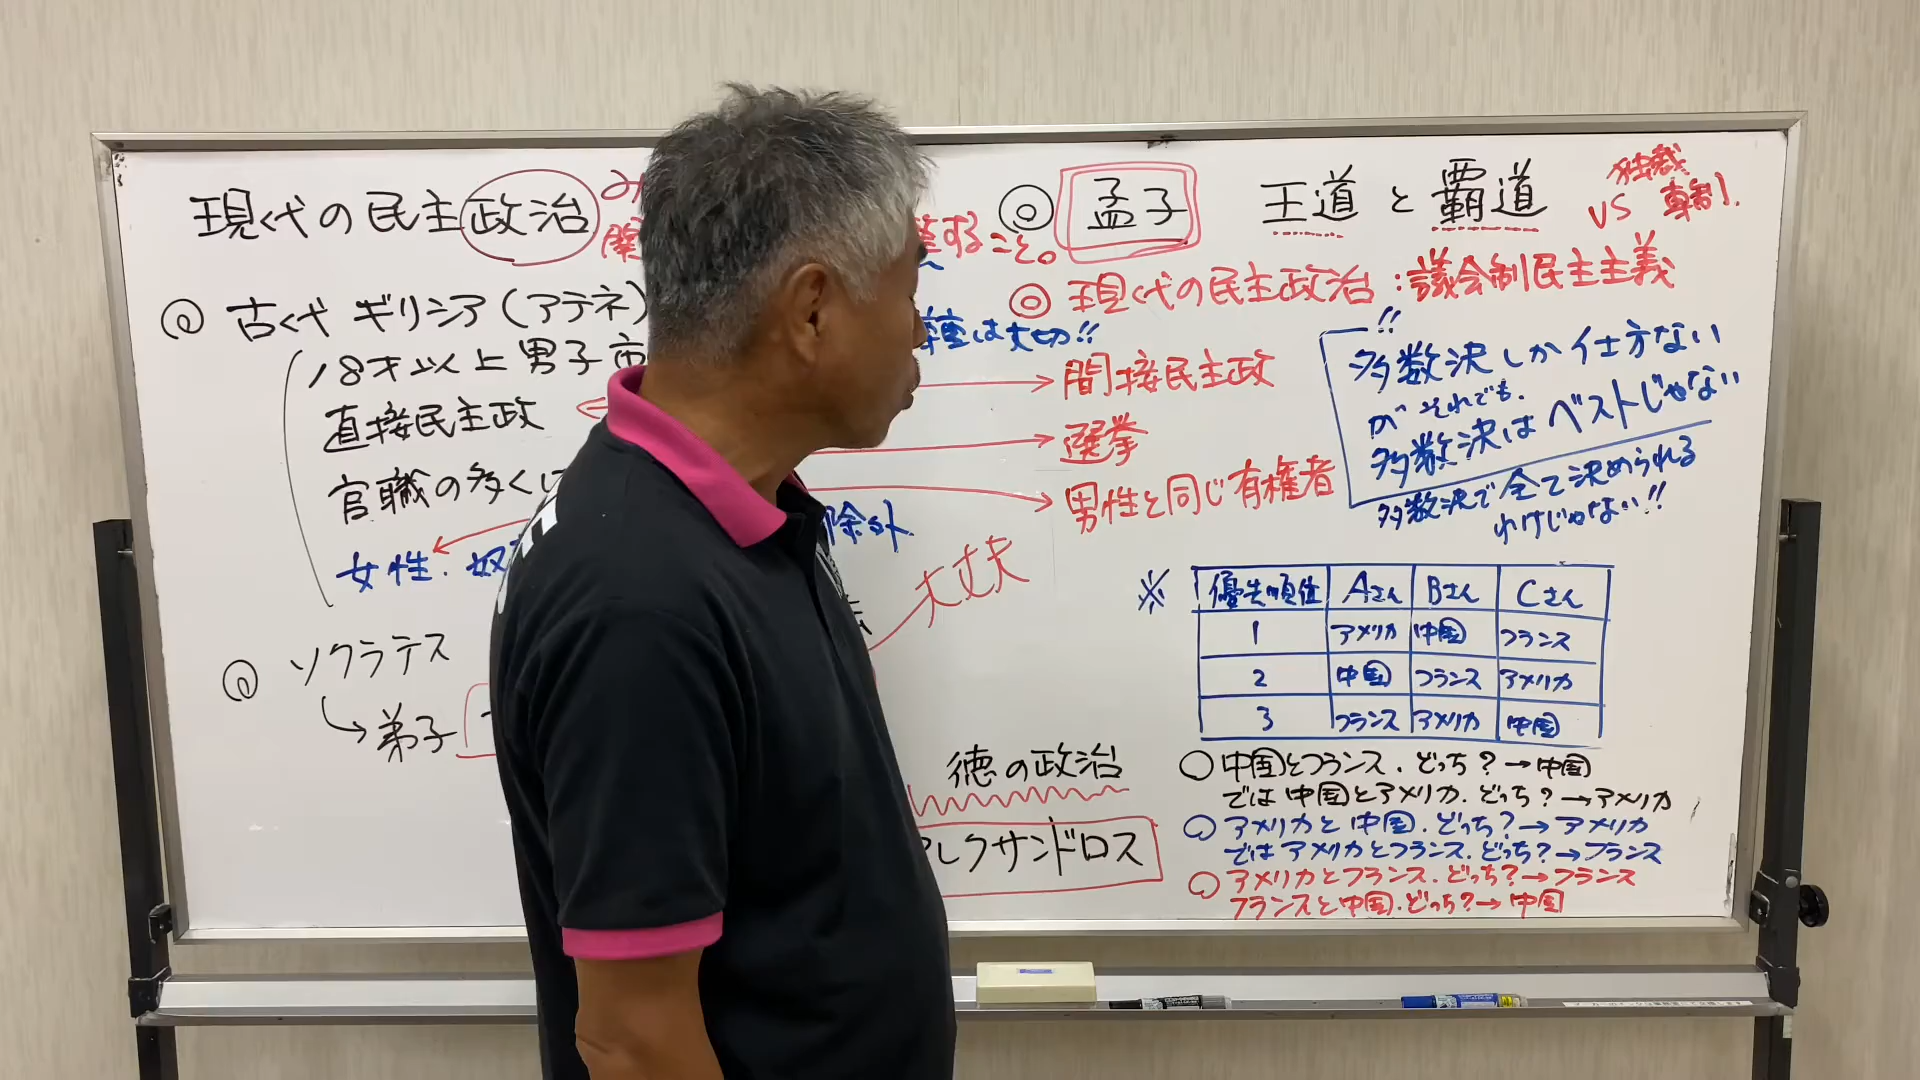 現代の民主政治
すること。
◎ 古代ギリシア(アテネ)
18才以上男子市
直接民主政
官職の多くは
女性・奴
除外
大丈夫
◎ ソクラテス
↳弟子
徳の政治
アレクサンドロス
◎ 孟子 王道と覇道 VS 独裁 専制.
◎ 現代の民主政治:議会制民主主義
は大切!!
間接民主政
選挙
男性と同じ有権者
!!
多数決しか仕方ない
が それでも、
多数決はベストじゃない
多数決で全て決められる
わけじゃない!!
※ 優先順位 Aさん Bさん Cさん
1 アメリカ 中国 フランス
2 中国 フランス アメリカ
3 フランス アメリカ 中国
○中国とフランス.どっち?→中国
では中国とアメリカ.どっち?→アメリカ
○アメリカと中国.どっち?→アメリカ
ではアメリカとフランス.どっち?→フランス
○アメリカとフランス.どっち?→フランス
フランスと中国.どっち?→中国